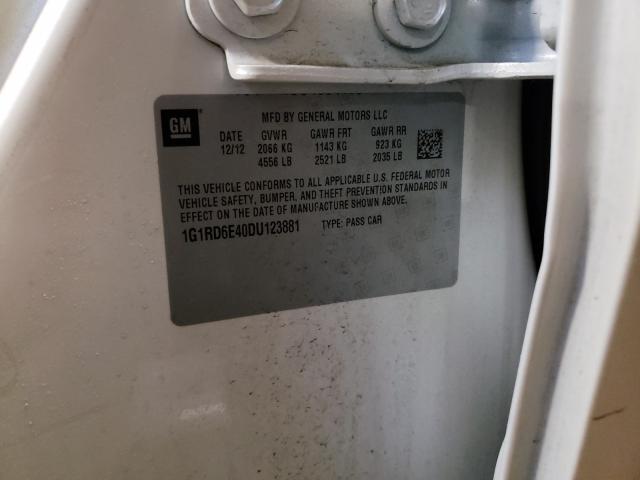 MFD BY GENERAL MOTORS LLC
GM
DATE GVWR GAWR FRT GAWR RR
12/12 2066 KG 1143 KG 923 KG
4556 LB 2521 LB 2035 LB
THIS VEHICLE CONFORMS TO ALL APPLICABLE U.S. FEDERAL MOTOR
VEHICLE SAFETY, BUMPER, AND THEFT PREVENTION STANDARDS IN
EFFECT ON THE DATE OF MANUFACTURE SHOWN ABOVE.
1G1RD6E40DU123881 TYPE: PASS CAR